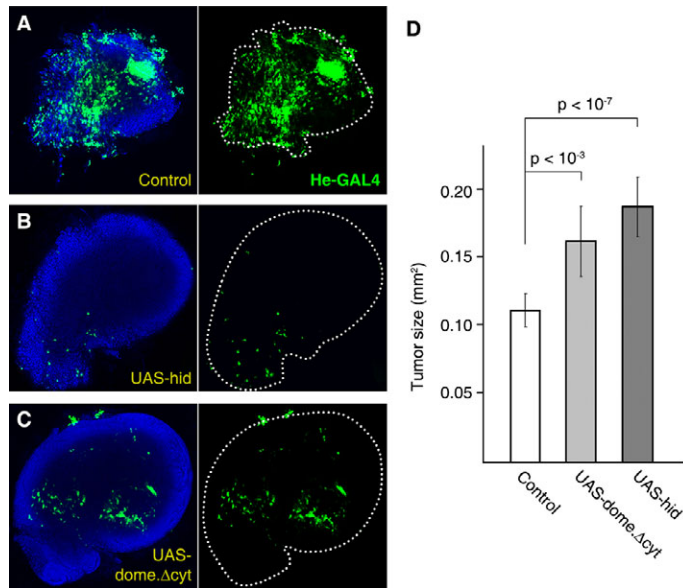 A
Control
He-GAL4
B
UAS-hid
C
UAS-
dome.Δcyt
D
p < 10⁻⁷
p < 10⁻³
Tumor size (mm²)
0.20
0.15
0.10
0.05
Control
UAS-dome.Δcyt
UAS-hid